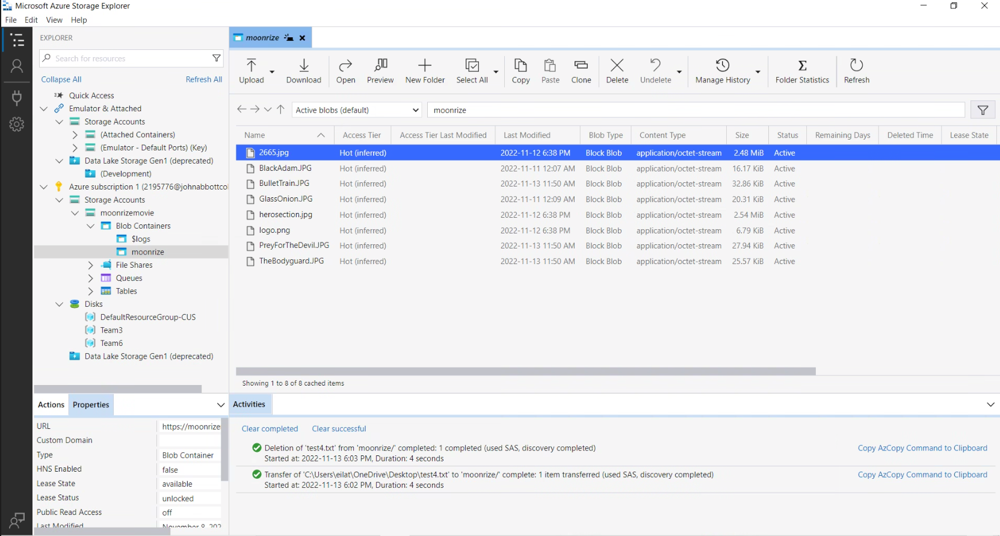 Microsoft Azure Storage Explorer
File Edit View Help
EXPLORER
Search for resources
Collapse All Refresh All
Quick Access
Emulator & Attached
Storage Accounts
(Attached Containers)
(Emulator - Default Ports) (Key)
Data Lake Storage Gen1 (deprecated)
(Development)
Azure subscription 1 (2195776@johnabbottcol
Storage Accounts
moonrizemovie
Blob Containers
$logs
moonrize
File Shares
Queues
Tables
Disks
DefaultResourceGroup-CUS
Team3
Team6
Data Lake Storage Gen1 (deprecated)
Actions Properties
URL https://moonrize
Custom Domain
Type Blob Container
HNS Enabled false
Lease State available
Lease Status unlocked
Public Read Access off
Last Modified November 8, 202
moonrize
Upload Download Open Preview New Folder Select All Copy Paste Clone Delete Undelete Manage History Folder Statistics Refresh
Active blobs (default) moonrize
Name Access Tier Access Tier Last Modified Last Modified Blob Type Content Type Size Status Remaining Days Deleted Time Lease State
2665.jpg Hot (inferred) 2022-11-12 6:38 PM Block Blob application/octet-stream 2.48 MiB Active
BlackAdam.JPG Hot (inferred) 2022-11-11 12:07 AM Block Blob application/octet-stream 16.17 KiB Active
BulletTrain.JPG Hot (inferred) 2022-11-13 11:50 AM Block Blob application/octet-stream 32.86 KiB Active
GlassOnion.JPG Hot (inferred) 2022-11-11 12:09 AM Block Blob application/octet-stream 20.31 KiB Active
herosection.jpg Hot (inferred) 2022-11-12 6:38 PM Block Blob application/octet-stream 2.54 MiB Active
logo.png Hot (inferred) 2022-11-12 6:38 PM Block Blob application/octet-stream 6.79 KiB Active
PreyForTheDevil.JPG Hot (inferred) 2022-11-13 11:50 AM Block Blob application/octet-stream 27.94 KiB Active
TheBodyguard.JPG Hot (inferred) 2022-11-13 11:50 AM Block Blob application/octet-stream 25.57 KiB Active
Showing 1 to 8 of 8 cached items
Activities
Clear completed Clear successful
Deletion of 'test4.txt' from 'moonrize/' completed: 1 completed (used SAS, discovery completed) Copy AzCopy Command to Clipboard
Started at: 2022-11-13 6:03 PM, Duration: 4 seconds
Transfer of 'C:\Users\eilat\OneDrive\Desktop\test4.txt' to 'moonrize/' complete: 1 item transferred (used SAS, discovery completed) Copy AzCopy Command to Clipboard
Started at: 2022-11-13 6:02 PM, Duration: 4 seconds